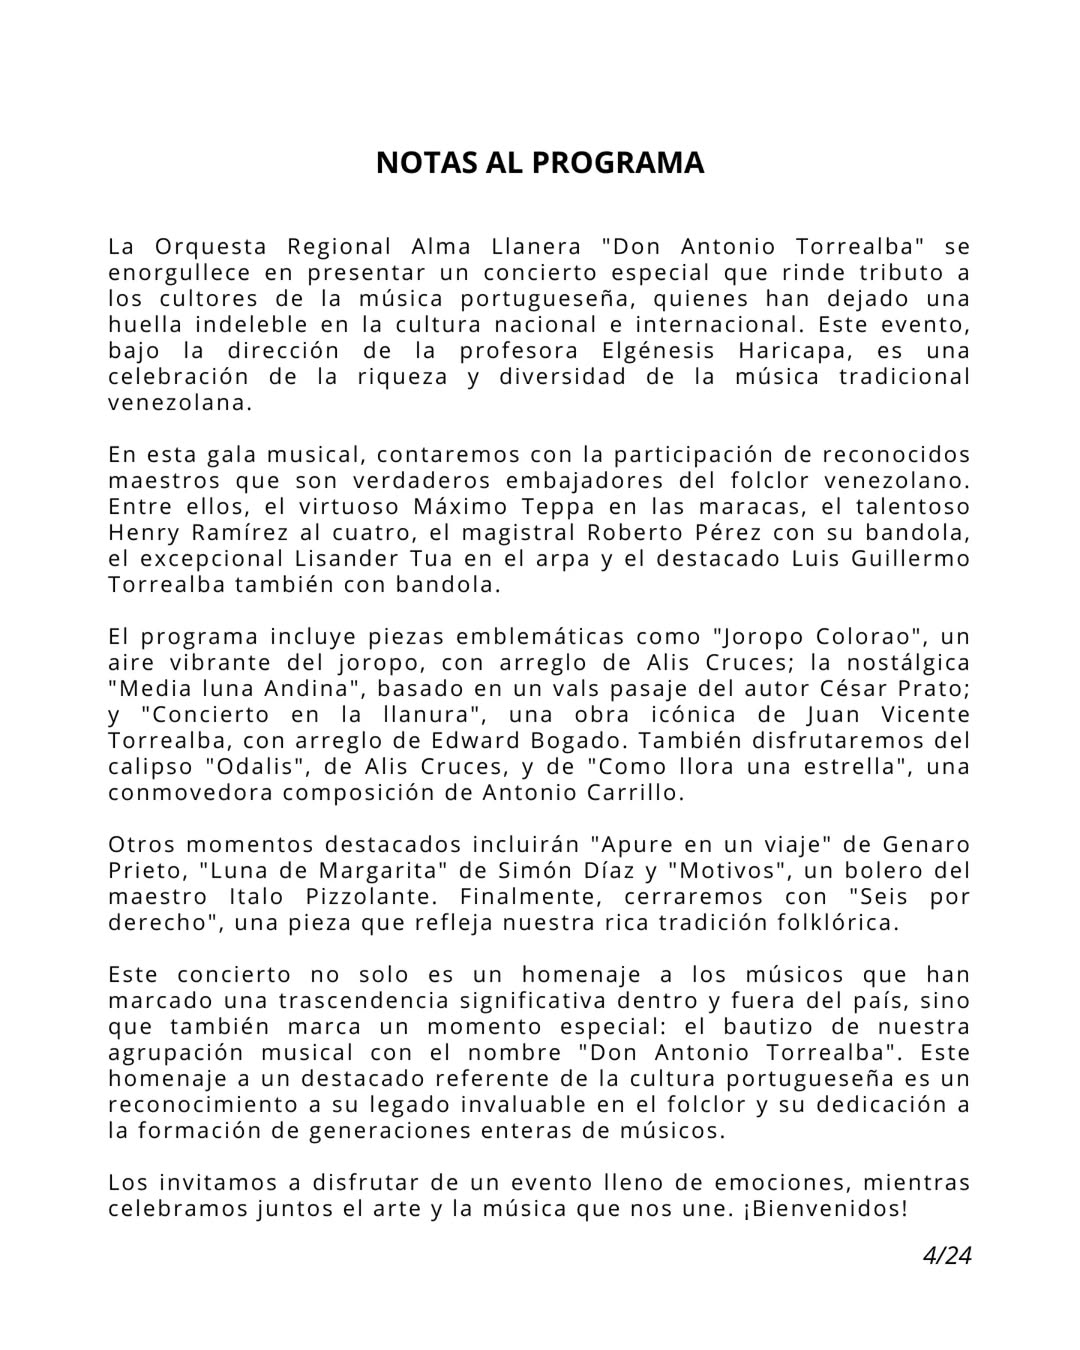 NOTAS AL PROGRAMA
La Orquesta Regional Alma Llanera "Don Antonio Torrealba" se
enorgullece en presentar un concierto especial que rinde tributo a
los cultores de la música portugueseña, quienes han dejado una
huella indeleble en la cultura nacional e internacional. Este evento,
bajo la dirección de la profesora Elgénesis Haricapa, es una
celebración de la riqueza y diversidad de la música tradicional
venezolana.
En esta gala musical, contaremos con la participación de reconocidos
maestros que son verdaderos embajadores del folclor venezolano.
Entre ellos, el virtuoso Máximo Teppa en las maracas, el talentoso
Henry Ramírez al cuatro, el magistral Roberto Pérez con su bandola,
el excepcional Lisander Tua en el arpa y el destacado Luis Guillermo
Torrealba también con bandola.
El programa incluye piezas emblemáticas como "Joropo Colorao", un
aire vibrante del joropo, con arreglo de Alis Cruces; la nostálgica
"Media luna Andina", basado en un vals pasaje del autor César Prato;
y "Concierto en la llanura", una obra icónica de Juan Vicente
Torrealba, con arreglo de Edward Bogado. También disfrutaremos del
calipso "Odalis", de Alis Cruces, y de "Como llora una estrella", una
conmovedora composición de Antonio Carrillo.
Otros momentos destacados incluirán "Apure en un viaje" de Genaro
Prieto, "Luna de Margarita" de Simón Díaz y "Motivos", un bolero del
maestro Italo Pizzolante. Finalmente, cerraremos con "Seis por
derecho", una pieza que refleja nuestra rica tradición folklórica.
Este concierto no solo es un homenaje a los músicos que han
marcado una trascendencia significativa dentro y fuera del país, sino
que también marca un momento especial: el bautizo de nuestra
agrupación musical con el nombre "Don Antonio Torrealba". Este
homenaje a un destacado referente de la cultura portugueseña es un
reconocimiento a su legado invaluable en el folclor y su dedicación a
la formación de generaciones enteras de músicos.
Los invitamos a disfrutar de un evento lleno de emociones, mientras
celebramos juntos el arte y la música que nos une. ¡Bienvenidos!
4/24